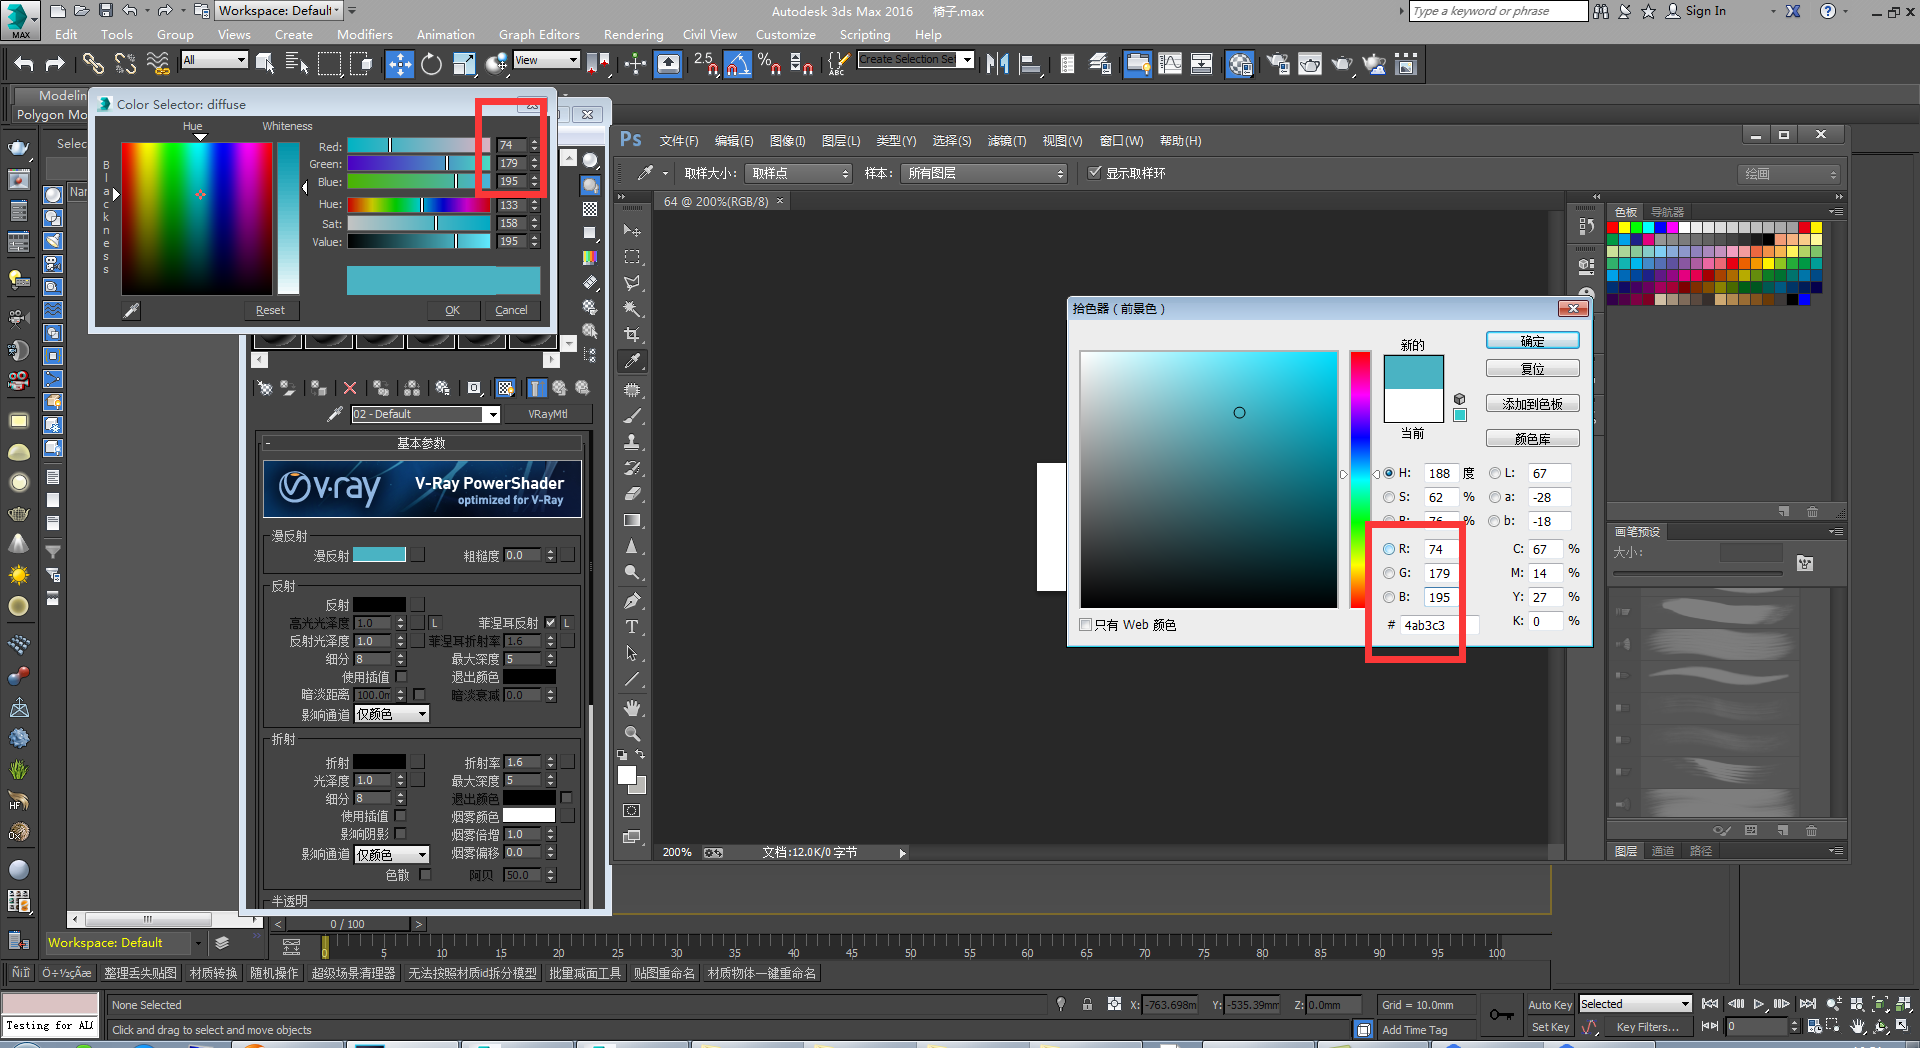 Workspace: Default
Autodesk 3ds Max 2016 椅子.max
Type a keyword or phrase
Sign In
MAX
Edit Tools Group Views Create Modifiers Animation Graph Editors Rendering Civil View Customize Scripting Help
All
View
2.5
ABC
Create Selection Se
Modeling
Polygon Mo
Selec
Nan
Color Selector: diffuse
Hue
Whiteness
Blackness
Red: 74
Green: 179
Blue: 195
Hue: 133
Sat: 158
Value: 195
Reset
OK
Cancel
02 - Default
VRayMtl
基本参数
v·ray
V-Ray PowerShader
optimized for V-Ray
漫反射
漫反射
粗糙度 0.0
反射
反射
高光光泽度 1.0 L 菲涅耳反射 L
反射光泽度 1.0 菲涅耳折射率 1.6
细分 8 最大深度 5
使用插值 退出颜色
暗淡距离 100.0m 暗淡衰减 0.0
影响通道 仅颜色
折射
折射 折射率 1.6
光泽度 1.0 最大深度 5
细分 8 退出颜色
使用插值 烟雾颜色
影响阴影 烟雾倍增 1.0
影响通道 仅颜色 烟雾偏移 0.0
色散 阿贝 50.0
半透明
Ps 文件(F) 编辑(E) 图像(I) 图层(L) 类型(Y) 选择(S) 滤镜(T) 视图(V) 窗口(W) 帮助(H)
取样大小: 取样点 样本: 所有图层 显示取样环
绘画
64 @ 200%(RGB/8) ×
色板 导航器
拾色器（前景色）
新的
当前
确定
复位
添加到色板
颜色库
H: 188 度 L: 67
S: 62 % a: -28
B: 76 % b: -18
R: 74 C: 67 %
G: 179 M: 14 %
B: 195 Y: 27 %
# 4ab3c3 K: 0 %
只有 Web 颜色
画笔预设
大小:
图层 通道 路径
200% 文档:12.0K/0 字节
HF
0 / 100
Workspace: Default
0 5 10 15 20 25 30 35 40 45 50 55 60 65 70 75 80 85 90 95 100
Ñïîî Ö÷½çÃæ 整理丢失贴图 材质转换 随机操作 超级场景清理器 无法按照材质id拆分模型 批量减面工具 贴图重命名 材质物体一键重命名
None Selected
X: -763.698m Y: -535.39mm Z: 0.0mm Grid = 10.0mm
Auto Key Selected
Testing for ALL
Click and drag to select and move objects
Add Time Tag
Set Key Key Filters... 0